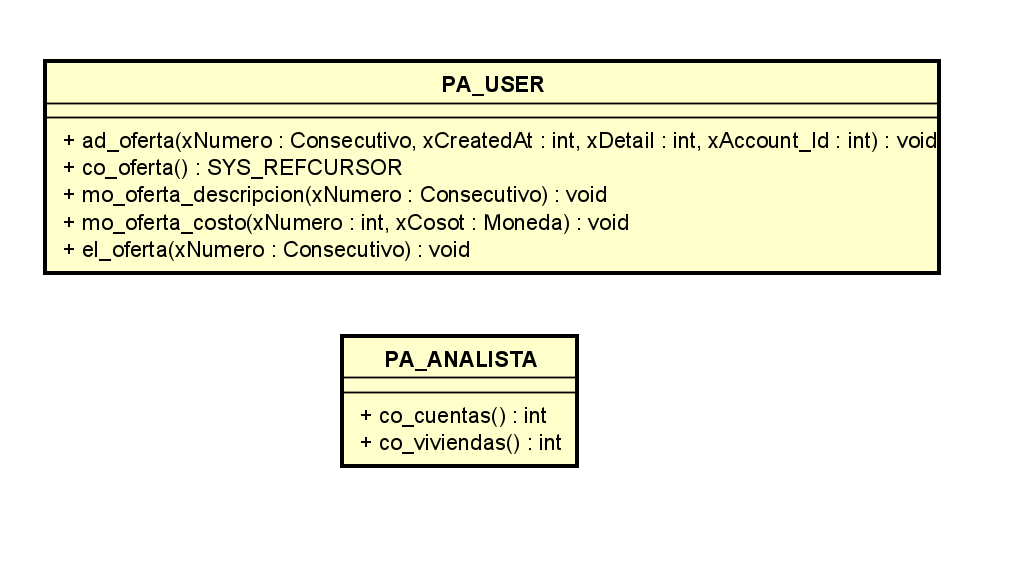 PA_USER
+ ad_oferta(xNumero : Consecutivo, xCreatedAt : int, xDetail : int, xAccount_Id : int) : void
+ co_oferta() : SYS_REFCURSOR
+ mo_oferta_descripcion(xNumero : Consecutivo) : void
+ mo_oferta_costo(xNumero : int, xCosot : Moneda) : void
+ el_oferta(xNumero : Consecutivo) : void
PA_ANALISTA
+ co_cuentas() : int
+ co_viviendas() : int